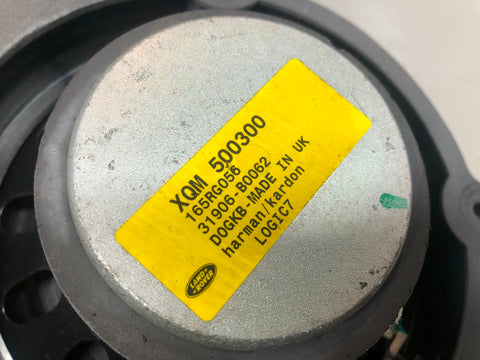 XQM 500300
165RG056
31906-B0062
DOGKB-MADE IN UK
harman/kardon
LOGIC7
LAND
ROVER